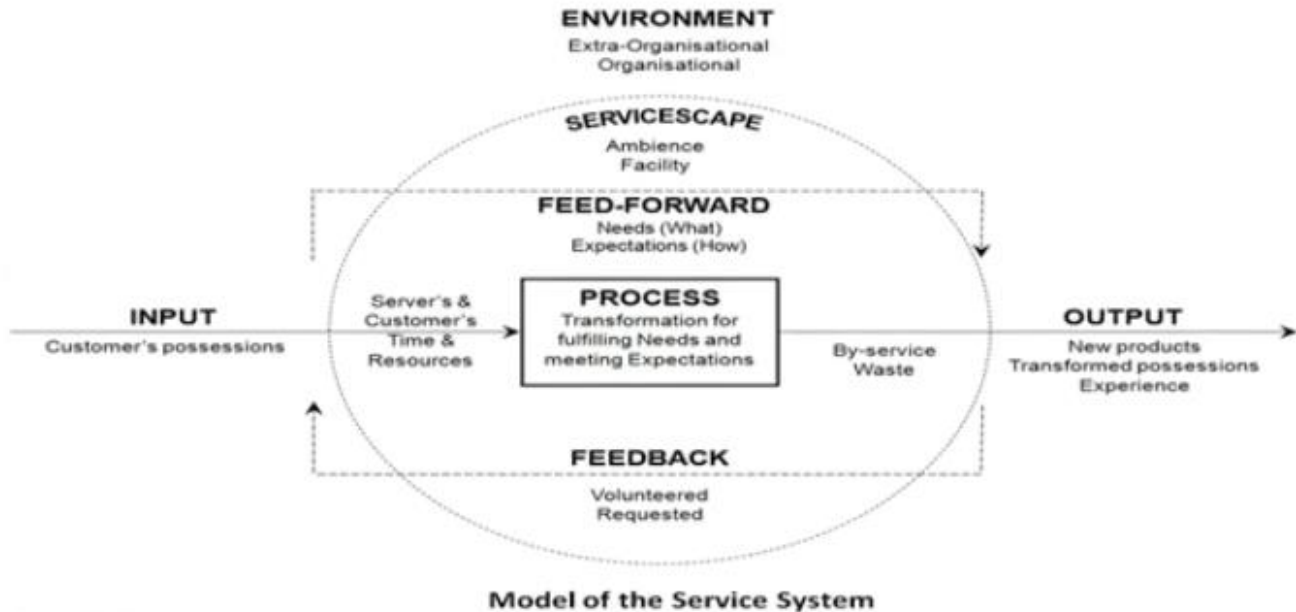 ENVIRONMENT
Extra-Organisational
Organisational
SERVICESCAPE
Ambience
Facility
FEED-FORWARD
Needs (What)
Expectations (How)
INPUT
Customer's possessions
Server's &
Customer's
Time &
Resources
PROCESS
Transformation for
fulfilling Needs and
meeting Expectations
By-service
Waste
OUTPUT
New products
Transformed possessions
Experience
FEEDBACK
Volunteered
Requested
Model of the Service System